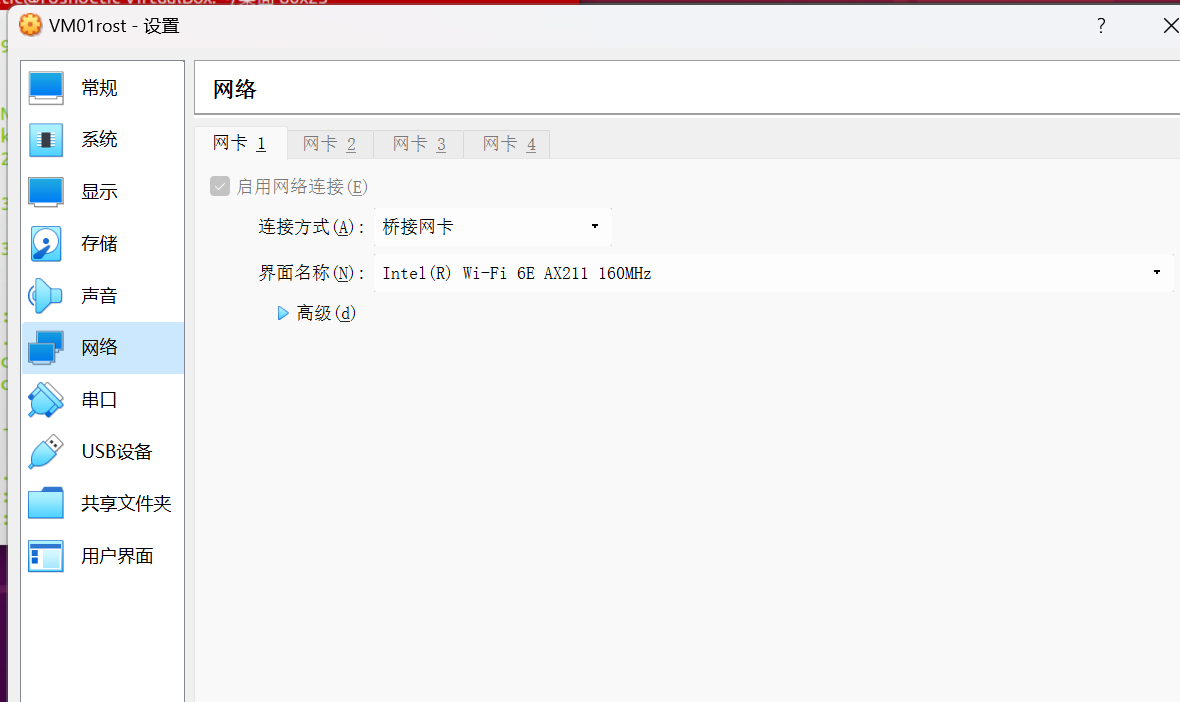 VM01rost - 设置
?
常规
系统
显示
存储
声音
网络
串口
USB设备
共享文件夹
用户界面
网络
网卡 1 网卡 2 网卡 3 网卡 4
启用网络连接(E)
连接方式(A): 桥接网卡
界面名称(N): Intel(R) Wi-Fi 6E AX211 160MHz
高级(d)